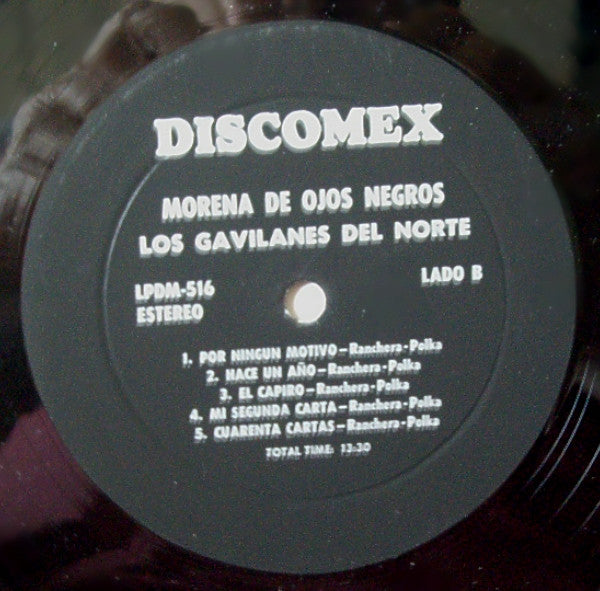 DISCOMEX
MORENA DE OJOS NEGROS
LOS GAVILANES DEL NORTE
LPDM-516
ESTEREO
LADO B
1. POR NINGUN MOTIVO-Ranchera-Polka
2. HACE UN AÑO-Ranchera-Polka
3. EL CAPIRO-Ranchera-Polka
4. MI SEGUNDA CARTA-Ranchera-Polka
5. CUARENTA CARTAS-Ranchera-Polka
TOTAL TIME: 13:30